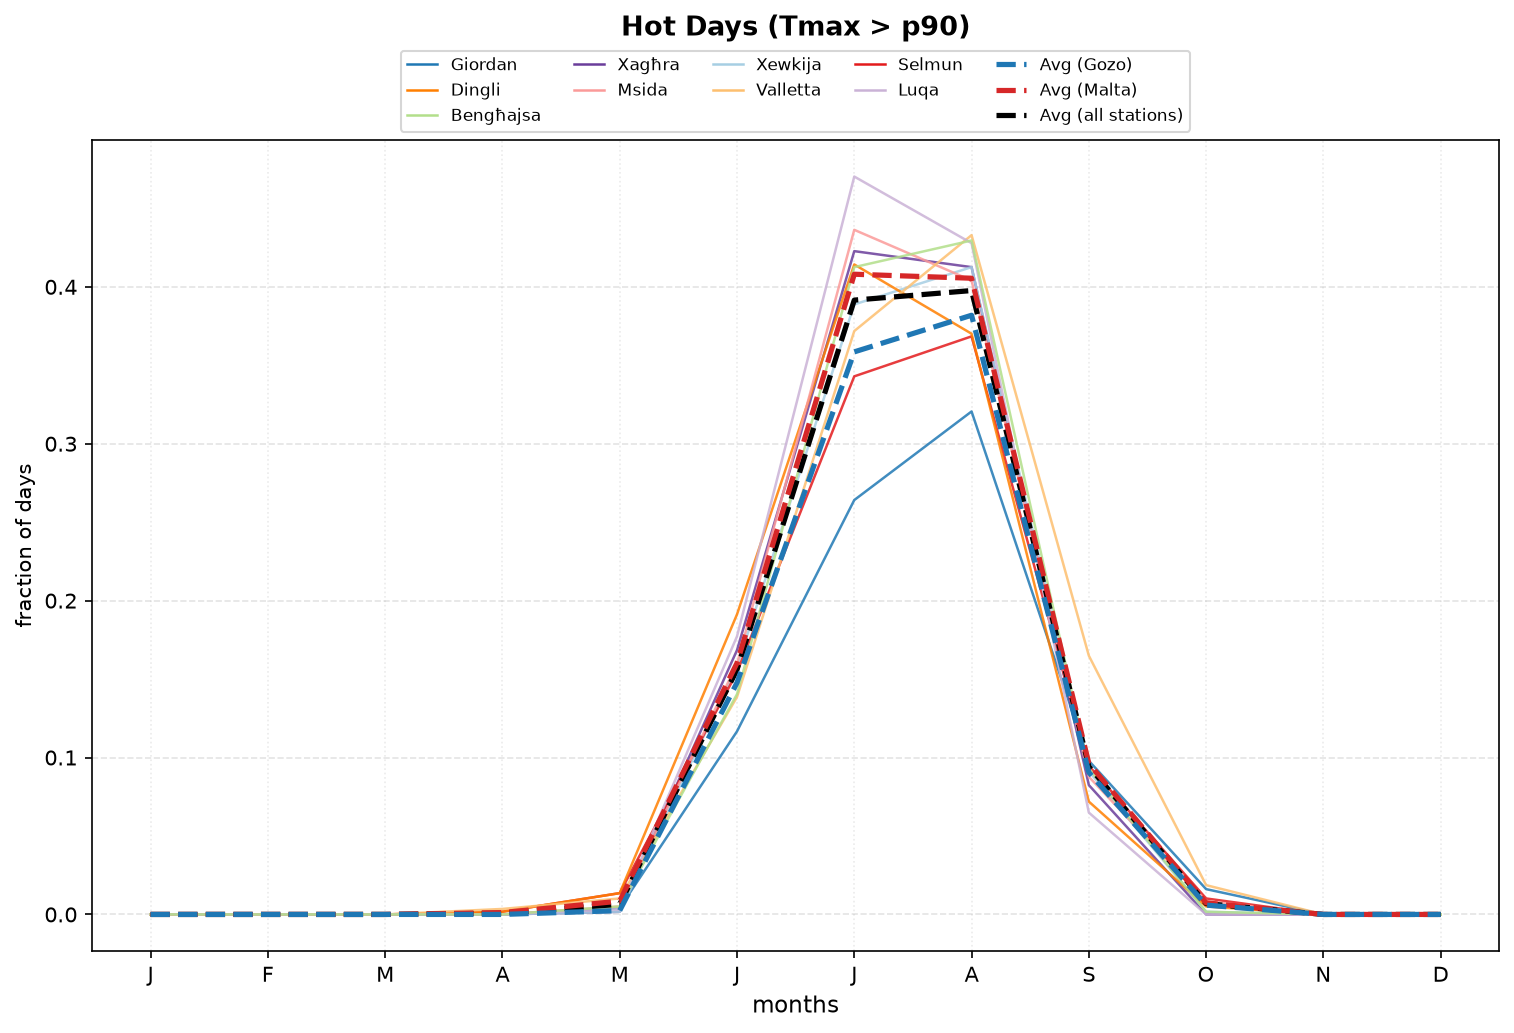 Hot Days (Tmax > p90)
Giordan Xagħra Xewkija Selmun Avg (Gozo)
Dingli Msida Valletta Luqa Avg (Malta)
Bengħajsa Avg (all stations)
0.4
0.3
0.2
0.1
0.0
fraction of days
J F M A M J J A S O N D
months